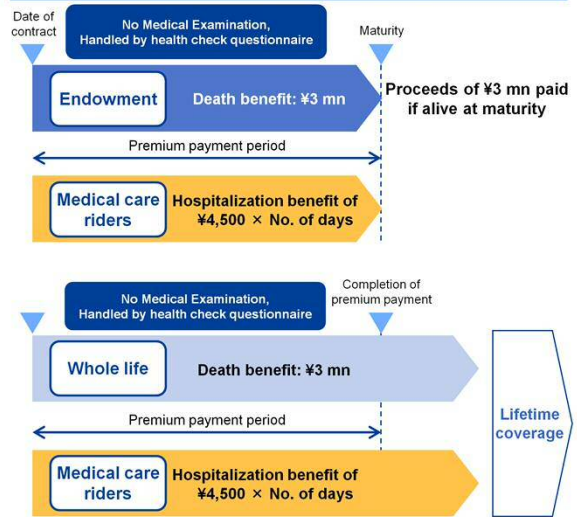 Date of
contract
No Medical Examination,
Handled by health check questionnaire
Maturity
Endowment
Death benefit: ¥3 mn
Proceeds of ¥3 mn paid
if alive at maturity
Premium payment period
Medical care
riders
Hospitalization benefit of
¥4,500 × No. of days
No Medical Examination,
Handled by health check questionnaire
Completion of
premium payment
Whole life
Death benefit: ¥3 mn
Premium payment period
Lifetime
coverage
Medical care
riders
Hospitalization benefit of
¥4,500 × No. of days